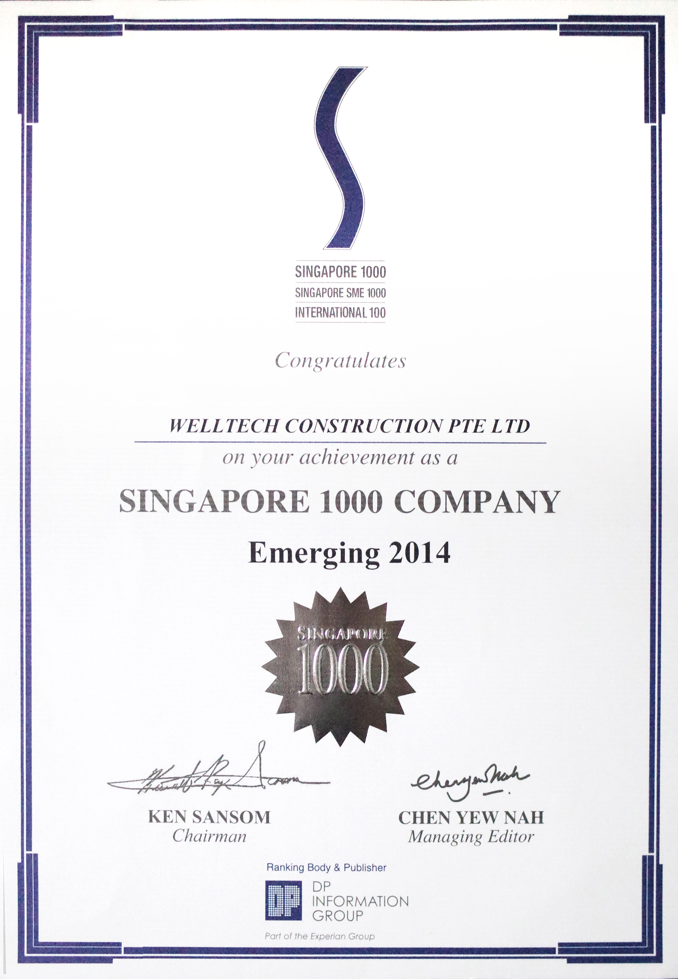 SINGAPORE 1000
SINGAPORE SME 1000
INTERNATIONAL 100
Congratulates
WELLTECH CONSTRUCTION PTE LTD
on your achievement as a
SINGAPORE 1000 COMPANY
Emerging 2014
SINGAPORE
1000
KEN SANSOM
Chairman
CHEN YEW NAH
Managing Editor
Ranking Body & Publisher
DP
DP
INFORMATION
GROUP
Part of the Experian Group